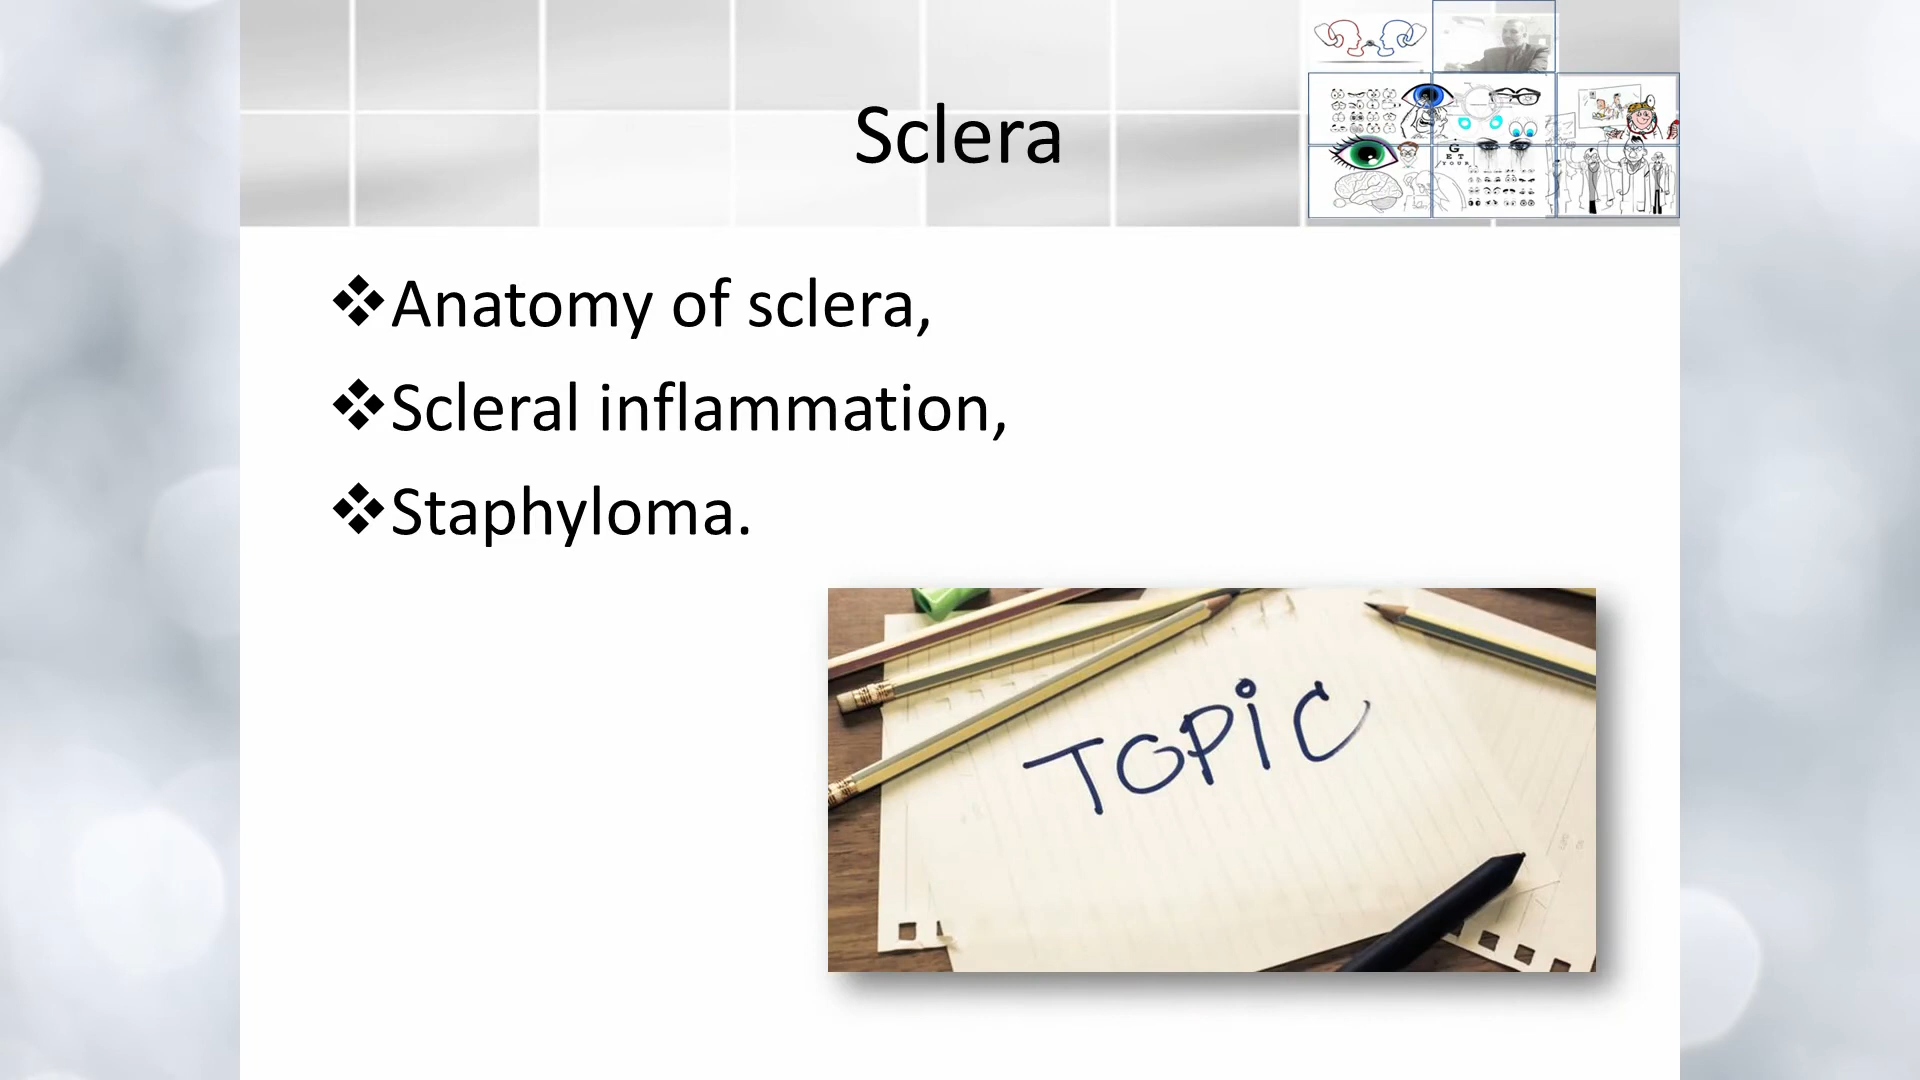 Sclera
G
E T
Y O U R
❖Anatomy of sclera,
❖Scleral inflammation,
❖Staphyloma.
TOPiC